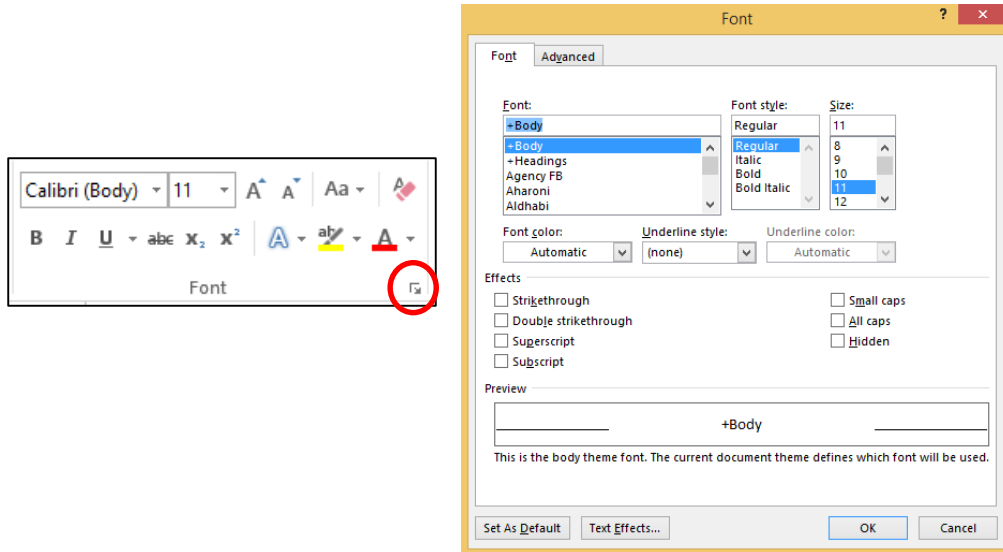 Calibri (Body) 11 A A Aa
B I U abc X₂ X² A ab A
Font
Font ?
Font Advanced
Font: Font style: Size:
+Body Regular 11
+Body Regular 8
+Headings Italic 9
Agency FB Bold 10
Aharoni Bold Italic 11
Aldhabi 12
Font color: Underline style: Underline color:
Automatic (none) Automatic
Effects
Strikethrough Small caps
Double strikethrough All caps
Superscript Hidden
Subscript
Preview
+Body
This is the body theme font. The current document theme defines which font will be used.
Set As Default Text Effects... OK Cancel